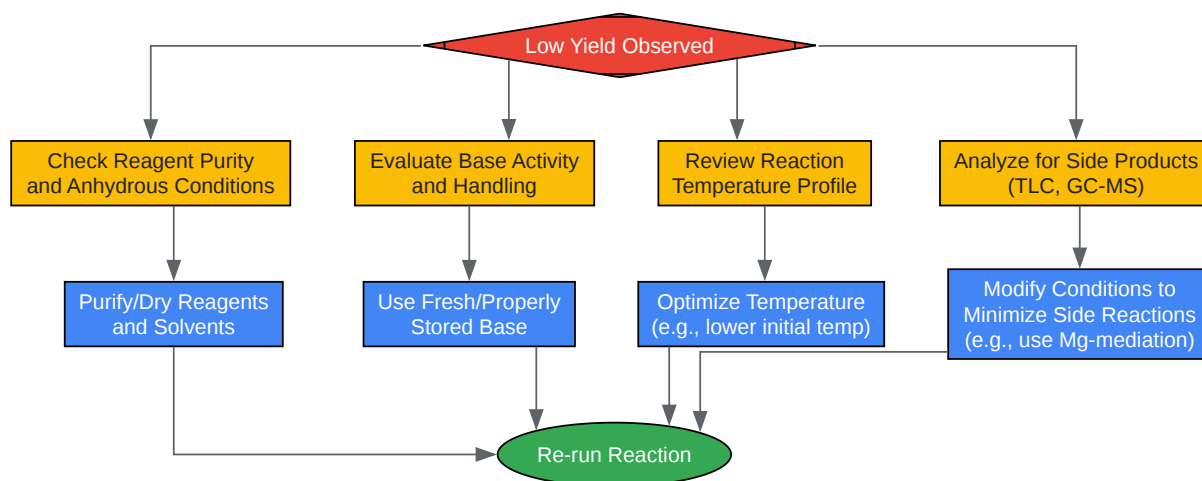 Low Yield Observed
Check Reagent Purity
and Anhydrous Conditions
Evaluate Base Activity
and Handling
Review Reaction
Temperature Profile
Analyze for Side Products
(TLC, GC-MS)
Purify/Dry Reagents
and Solvents
Use Fresh/Properly
Stored Base
Optimize Temperature
(e.g., lower initial temp)
Modify Conditions to
Minimize Side Reactions
(e.g., use Mg-mediation)
Re-run Reaction